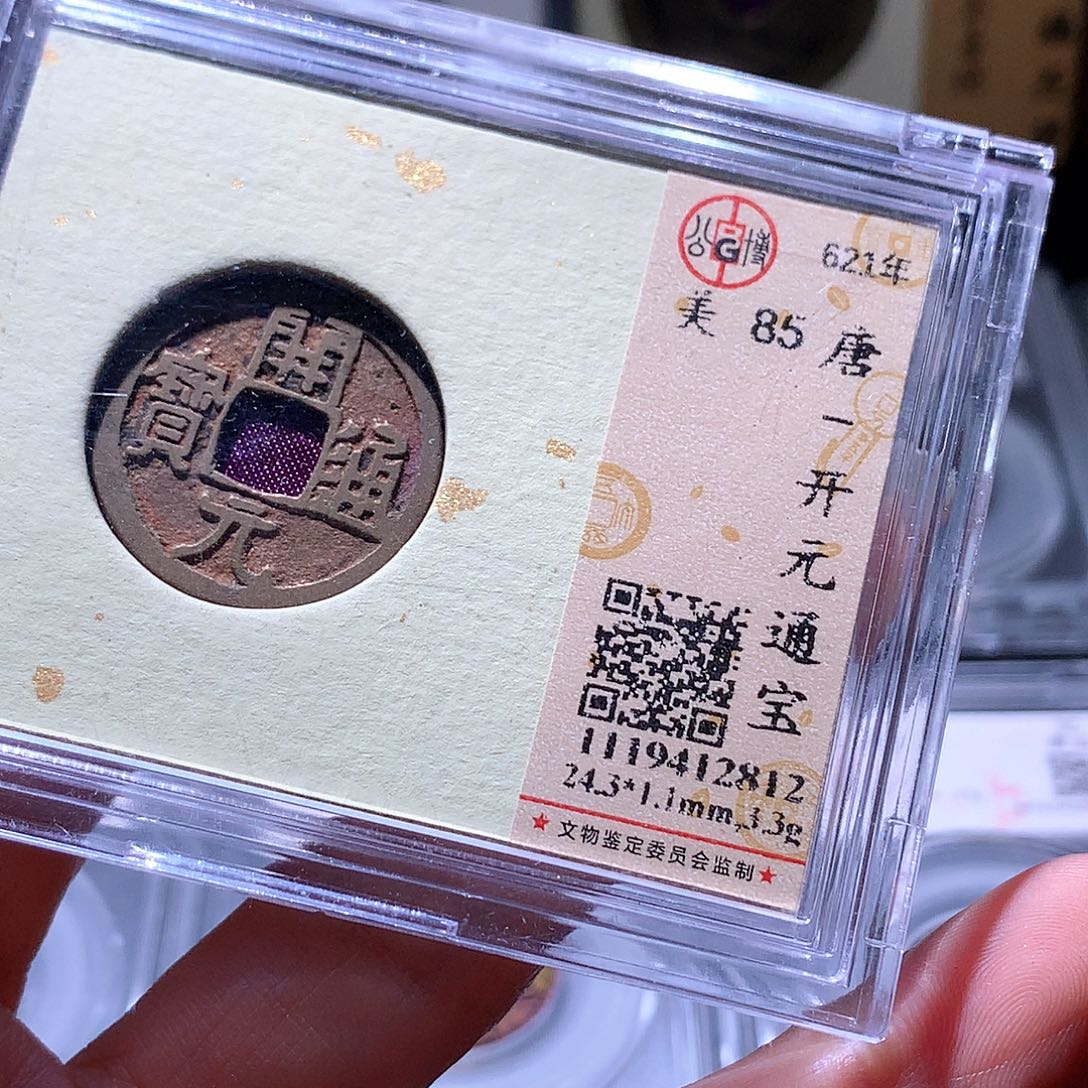 開元通寶
公G博
621年
美 85
唐一开元通宝
1119412812
24.3*1.1mm,3.3g
★文物鉴定委员会监制★